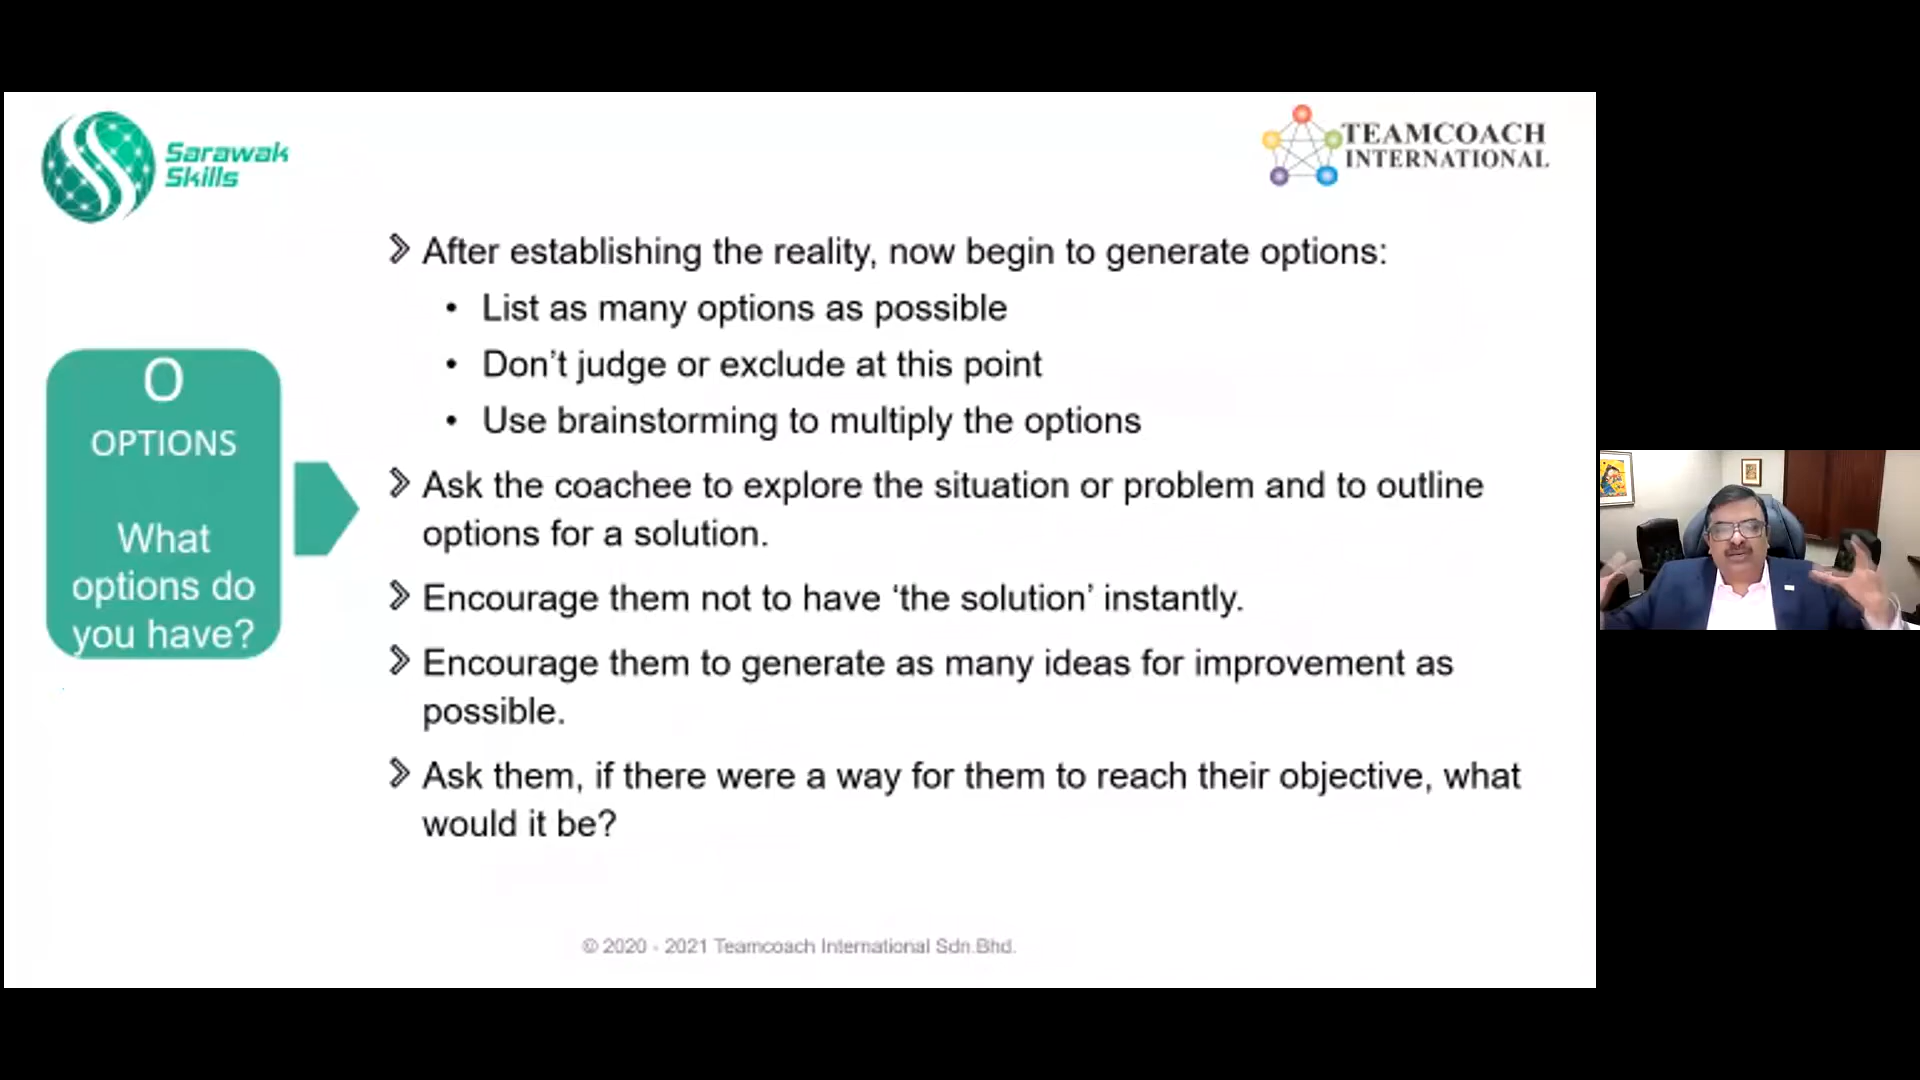 Sarawak
Skills
TEAMCOACH
INTERNATIONAL
After establishing the reality, now begin to generate options:
• List as many options as possible
• Don’t judge or exclude at this point
• Use brainstorming to multiply the options
O
OPTIONS
What
options do
you have?
Ask the coachee to explore the situation or problem and to outline
options for a solution.
Encourage them not to have ‘the solution’ instantly.
Encourage them to generate as many ideas for improvement as
possible.
Ask them, if there were a way for them to reach their objective, what
would it be?
© 2020 - 2021 Teamcoach International Sdn.Bhd.